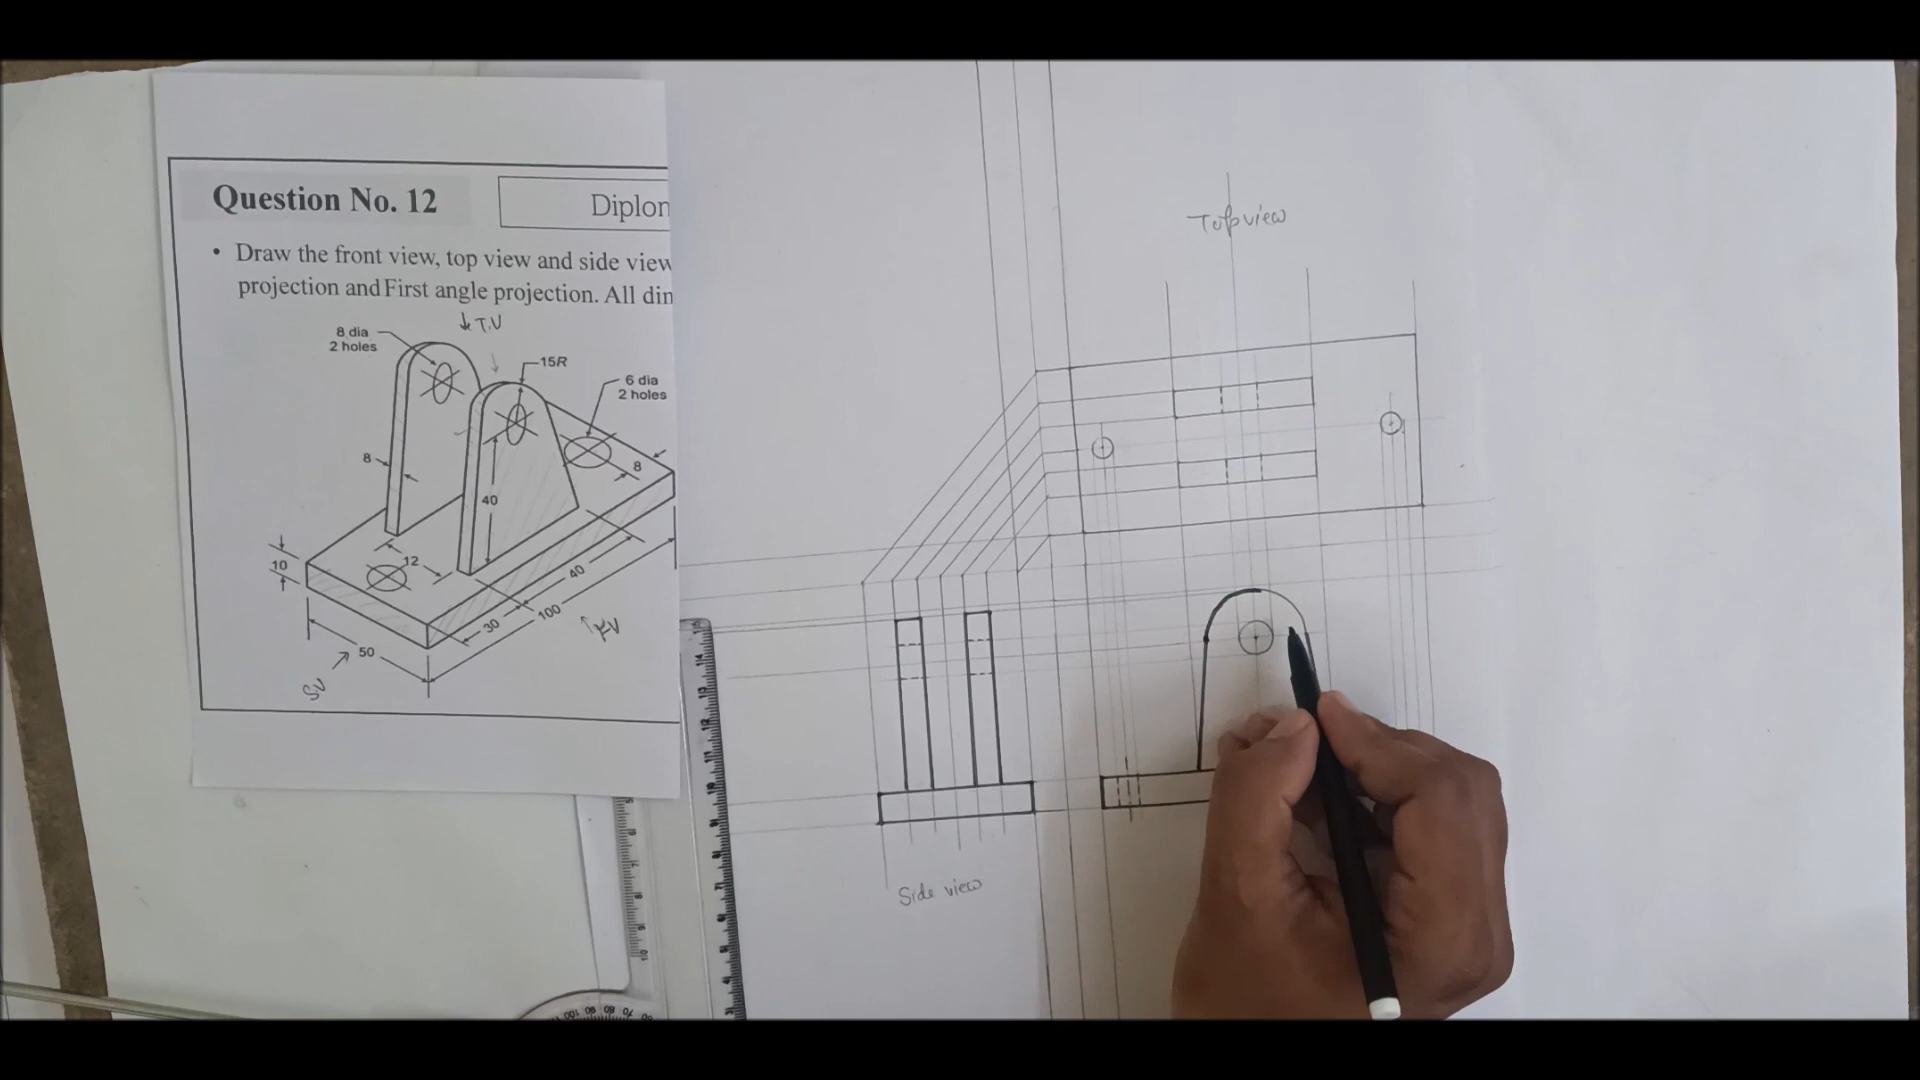 Question No. 12
Diplon
• Draw the front view, top view and side view
projection and First angle projection. All din
T.V
8 dia
2 holes
15R
6 dia
2 holes
8
8
40
10
12
40
30
100
50
FV
SV
Top view
Side view